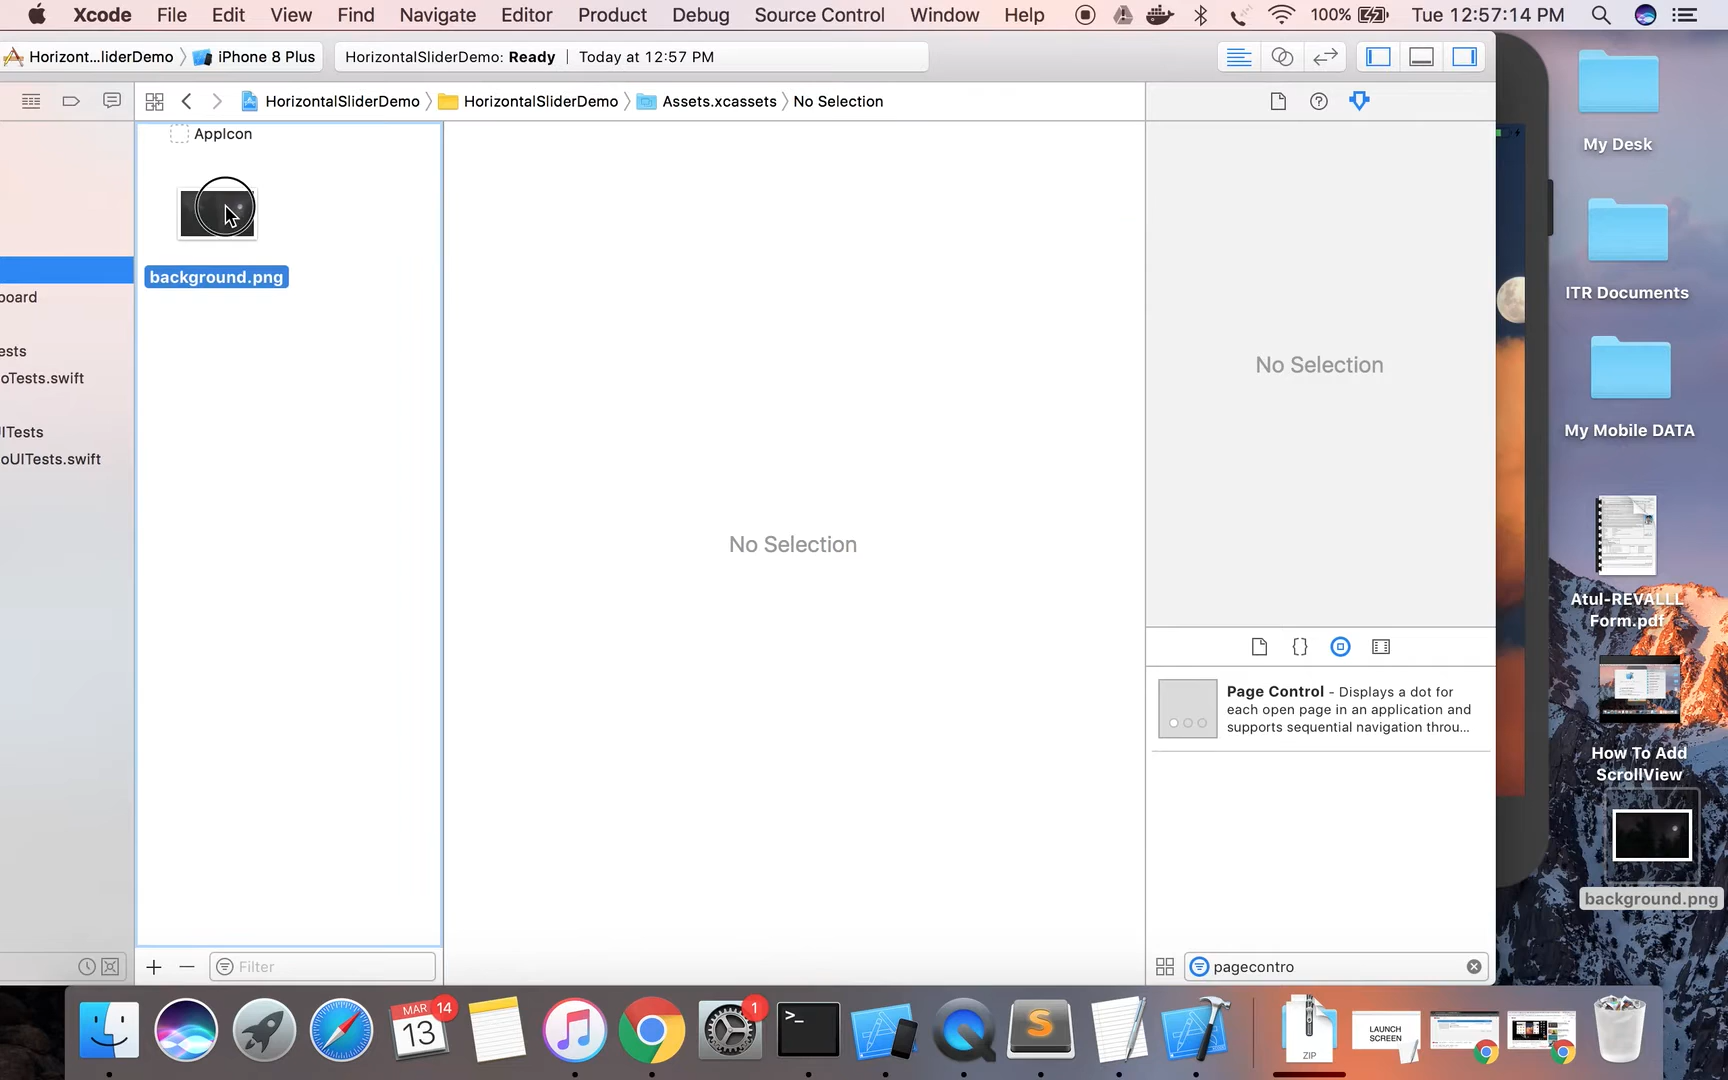 Xcode File Edit View Find Navigate Editor Product Debug Source Control Window Help 100% Tue 12:57:14 PM
Horizont...liderDemo iPhone 8 Plus HorizontalSliderDemo: Ready Today at 12:57 PM
HorizontalSliderDemo HorizontalSliderDemo Assets.xcassets No Selection
AppIcon
background.png
board
ests
oTests.swift
ITests
oUITests.swift
No Selection
No Selection
Page Control - Displays a dot for
each open page in an application and
supports sequential navigation throu...
Filter
pagecontro
My Desk
ITR Documents
My Mobile DATA
Atul-REVALLL
Form.pdf
How To Add
ScrollView
background.png
MAR 14
13
1
>_
S
ZIP
LAUNCH
SCREEN